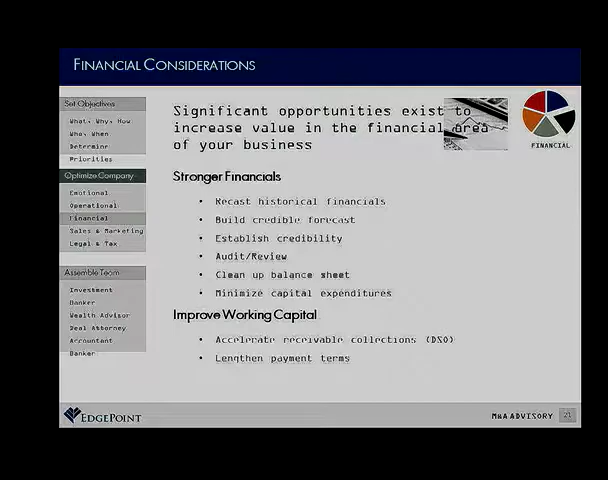 FINANCIAL CONSIDERATIONS
Set Objectives
What, Why, How
Who, When
Determine
Priorities
Optimize Company
Emotional
Operational
Financial
Sales & Marketing
Legal & Tax
Assemble Team
Investment
Banker
Wealth Advisor
Deal Attorney
Accountant
Banker
Significant opportunities exist to
increase value in the financial area
of your business
FINANCIAL
Stronger Financials
• Recast historical financials
• Build credible forecast
• Establish credibility
• Audit/Review
• Clean up balance sheet
• Minimize capital expenditures
Improve Working Capital
• Accelerate receivable collections (DSO)
• Lengthen payment terms
EDGEPOINT
M&A ADVISORY 21